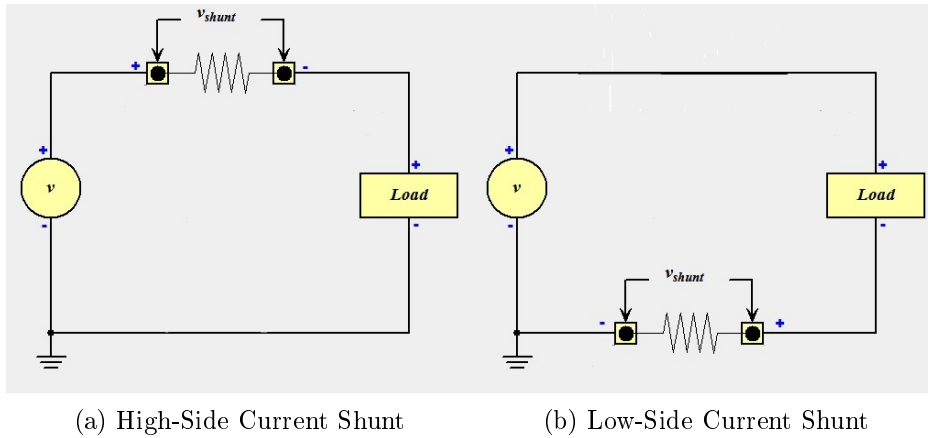 v_shunt
+ -
+
v
-
+
Load
-
v_shunt
+
v
-
+
Load
-
- +
(a) High-Side Current Shunt
(b) Low-Side Current Shunt